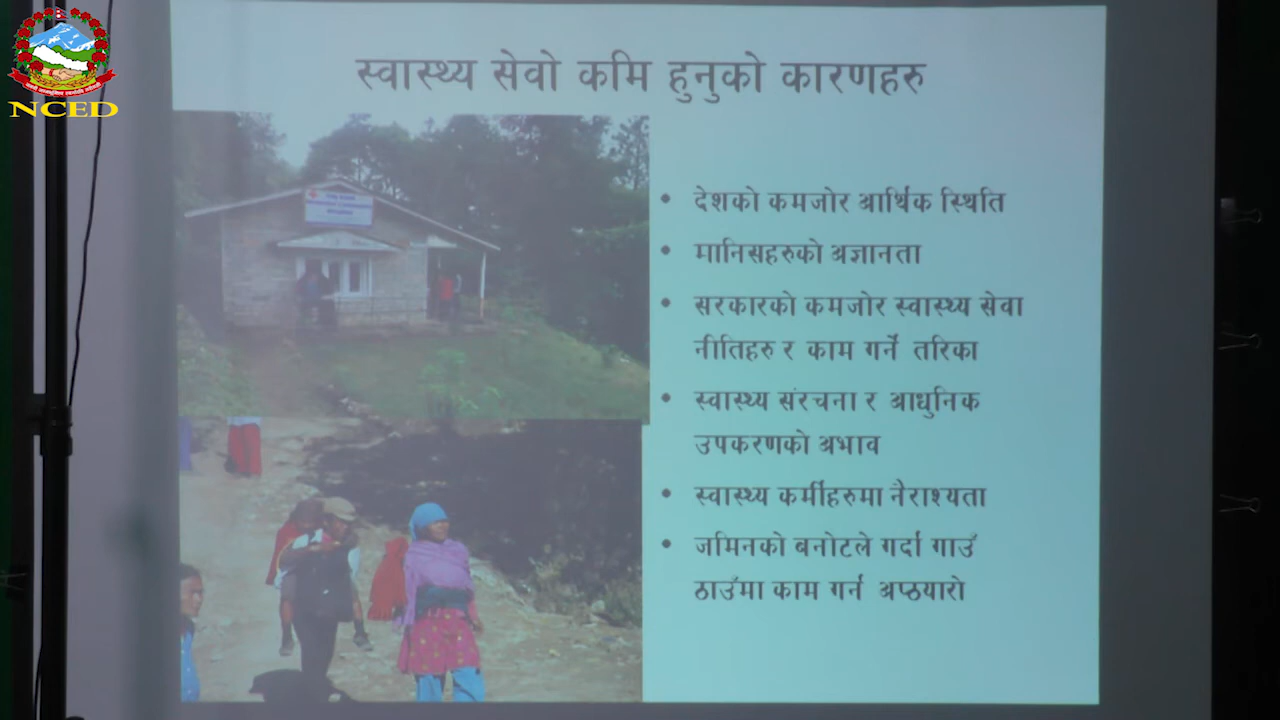 NCED
स्वास्थ्य सेवो कमि हुनुको कारणहरु
• देशको कमजोर आर्थिक स्थिति
• मानिसहरुको अज्ञानता
• सरकारको कमजोर स्वास्थ्य सेवा
नीतिहरु र काम गर्ने तरिका
• स्वास्थ्य संरचना र आधुनिक
उपकरणको अभाव
• स्वास्थ्य कर्मीहरुमा नैराश्यता
• जमिनको बनोटले गर्दा गाउँ
ठाउँमा काम गर्न अप्ठयारो